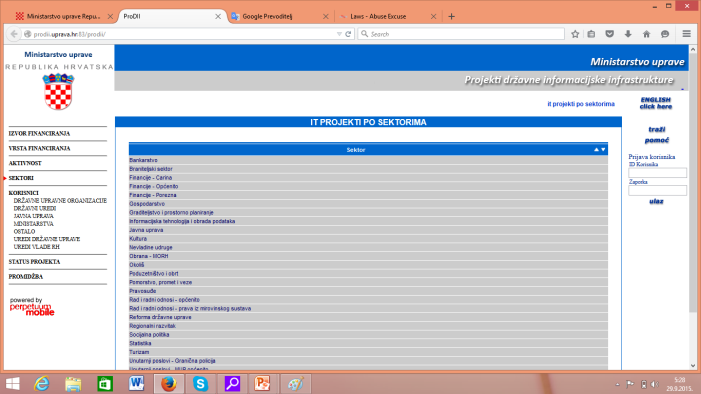 Ministarstvo uprave Repu...
ProDII
Google Prevoditelj
Laws - Abuse Excuse
prodii.uprava.hr:83/prodii/
Search
Ministarstvo uprave
REPUBLIKA HRVATSKA
IZVOR FINANCIRANJA
VRSTA FINANCIRANJA
AKTIVNOST
SEKTORI
KORISNICI
DRŽAVNE UPRAVNE ORGANIZACIJE
DRŽAVNI UREDI
JAVNA UPRAVA
MINISTARSTVA
OSTALO
UREDI DRŽAVNE UPRAVE
UREDI VLADE RH
STATUS PROJEKTA
PROMIDŽBA
powered by
perpetuum
mobile
Ministarstvo uprave
Projekti državne informacijske infrastrukture
it projekti po sektorima
IT PROJEKTI PO SEKTORIMA
Sektor
Bankarstvo
Braniteljski sektor
Financije - Carina
Financije - Općenito
Financije - Porezna
Gospodarstvo
Graditeljstvo i prostorno planiranje
Informacijska tehnologija i obrada podataka
Javna uprava
Kultura
Nevladine udruge
Obrana - MORH
Okoliš
Poduzetništvo i obrt
Pomorstvo, promet i veze
Pravosuđe
Rad i radni odnosi - općenito
Rad i radni odnosi - prava iz mirovinskog sustava
Reforma državne uprave
Regionalni razvitak
Socijalna politika
Statistika
Turizam
Unutarnji poslovi - Granična policija
Unutarnji poslovi - MUP općenito
ENGLISH
click here
traži
pomoć
Prijava korisnika
ID Korisnika
Zaporka
ulaz
5:28
29.9.2015.